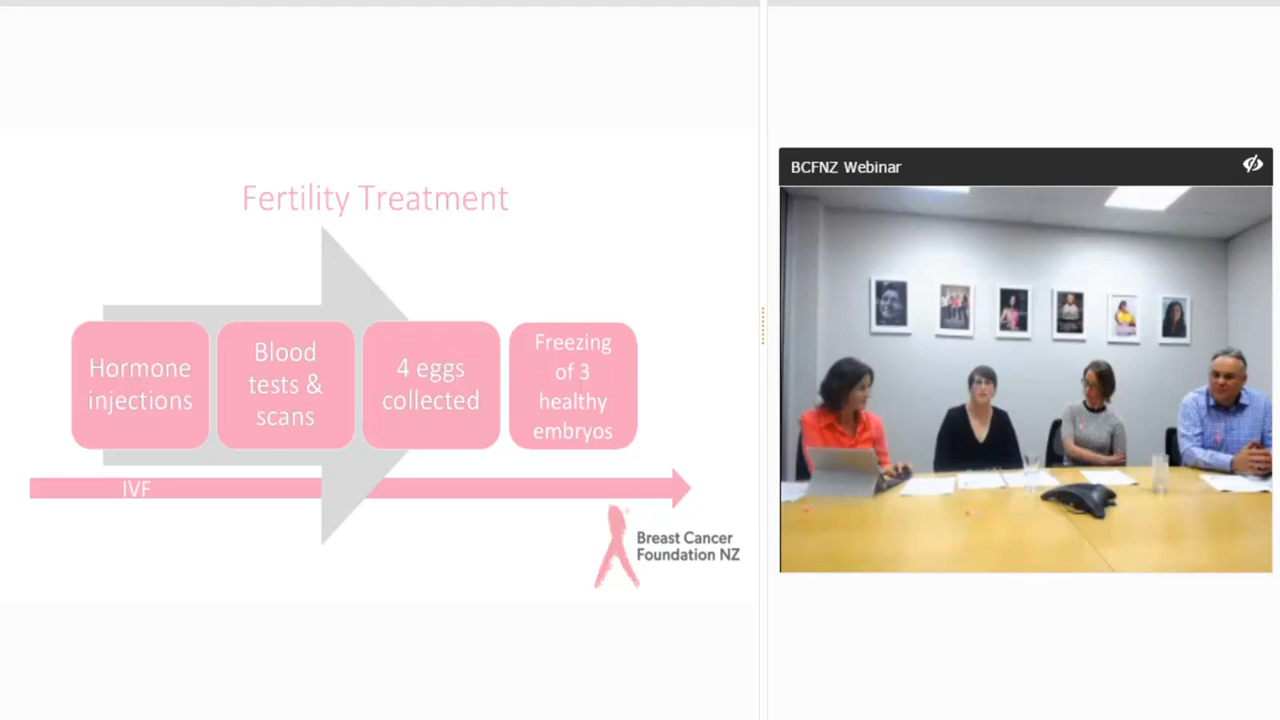 Fertility Treatment
Hormone
injections
Blood
tests &
scans
4 eggs
collected
Freezing
of 3
healthy
embryos
IVF
Breast Cancer
Foundation NZ
BCFNZ Webinar